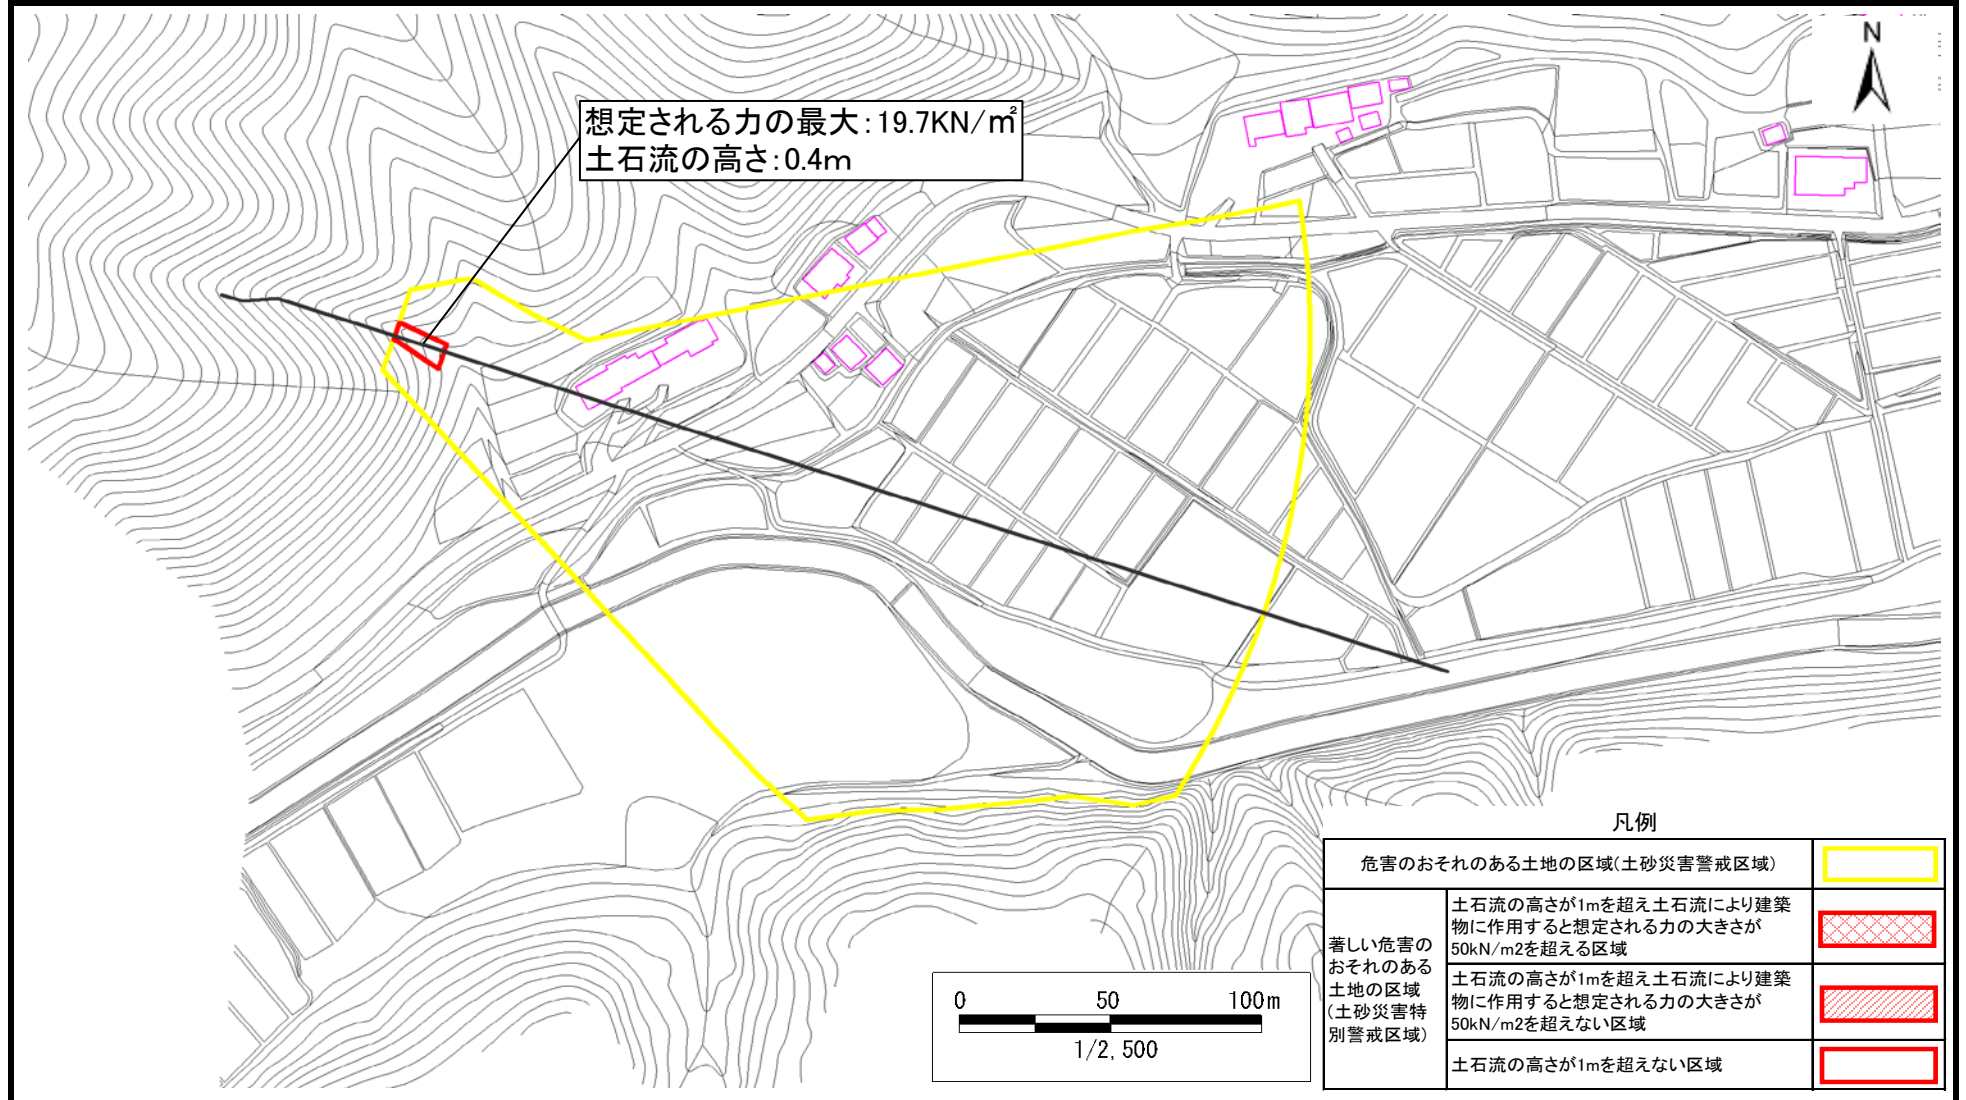 N
想定される力の最大:19.7KN/㎡
土石流の高さ:0.4m
凡例
危害のおそれのある土地の区域(土砂災害警戒区域)
著しい危害の
おそれのある
土地の区域
(土砂災害特
別警戒区域)
土石流の高さが1mを超え土石流により建築
物に作用すると想定される力の大きさが
50kN/m2を超える区域
土石流の高さが1mを超え土石流により建築
物に作用すると想定される力の大きさが
50kN/m2を超えない区域
土石流の高さが1mを超えない区域
0 50 100m
1/2,500